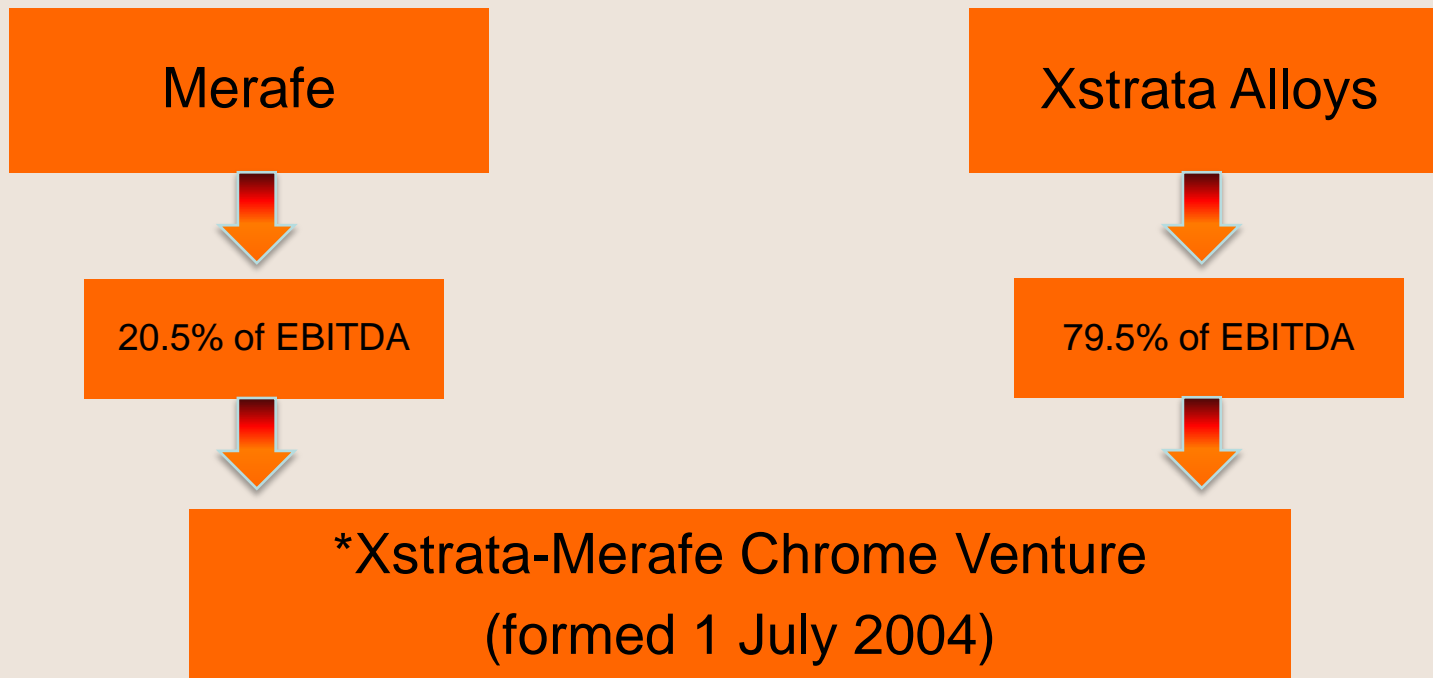 Merafe
Xstrata Alloys
20.5% of EBITDA
79.5% of EBITDA
*Xstrata-Merafe Chrome Venture
(formed 1 July 2004)